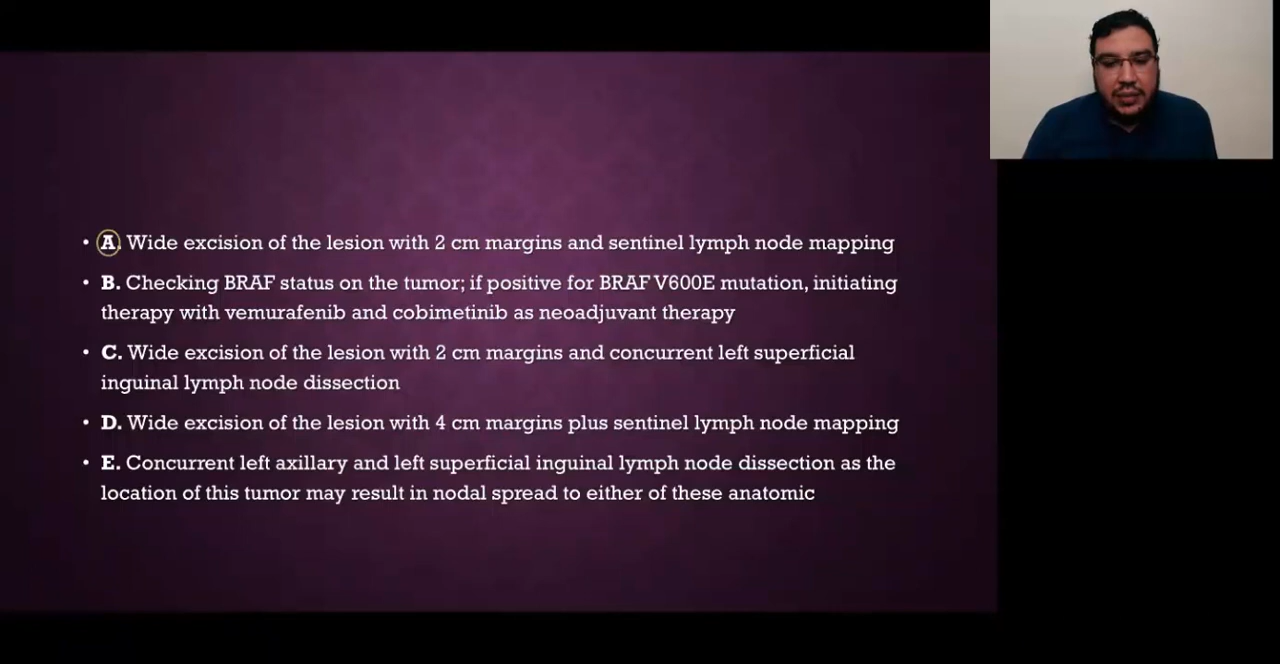 • A. Wide excision of the lesion with 2 cm margins and sentinel lymph node mapping
• B. Checking BRAF status on the tumor; if positive for BRAF V600E mutation, initiating
therapy with vemurafenib and cobimetinib as neoadjuvant therapy
• C. Wide excision of the lesion with 2 cm margins and concurrent left superficial
inguinal lymph node dissection
• D. Wide excision of the lesion with 4 cm margins plus sentinel lymph node mapping
• E. Concurrent left axillary and left superficial inguinal lymph node dissection as the
location of this tumor may result in nodal spread to either of these anatomic